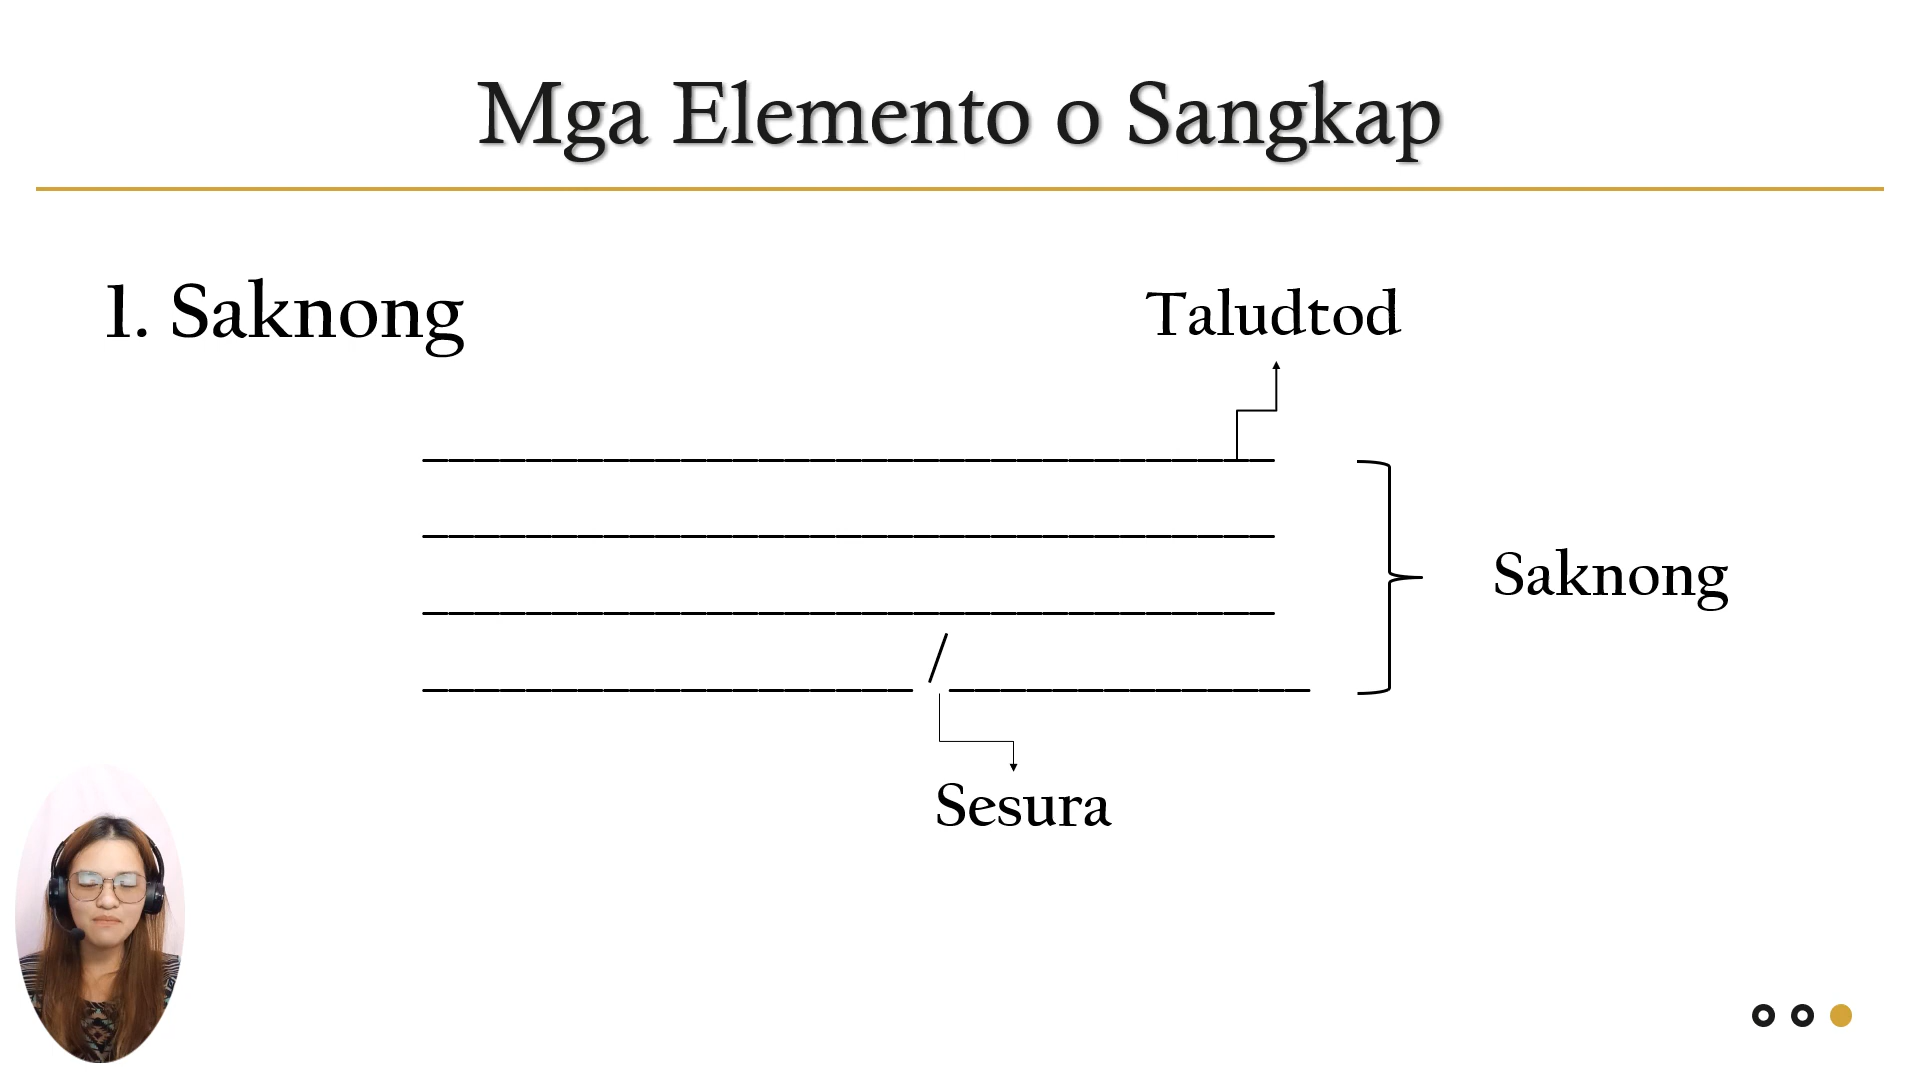 Mga Elemento o Sangkap
1. Saknong
Taludtod
Saknong
/
Sesura